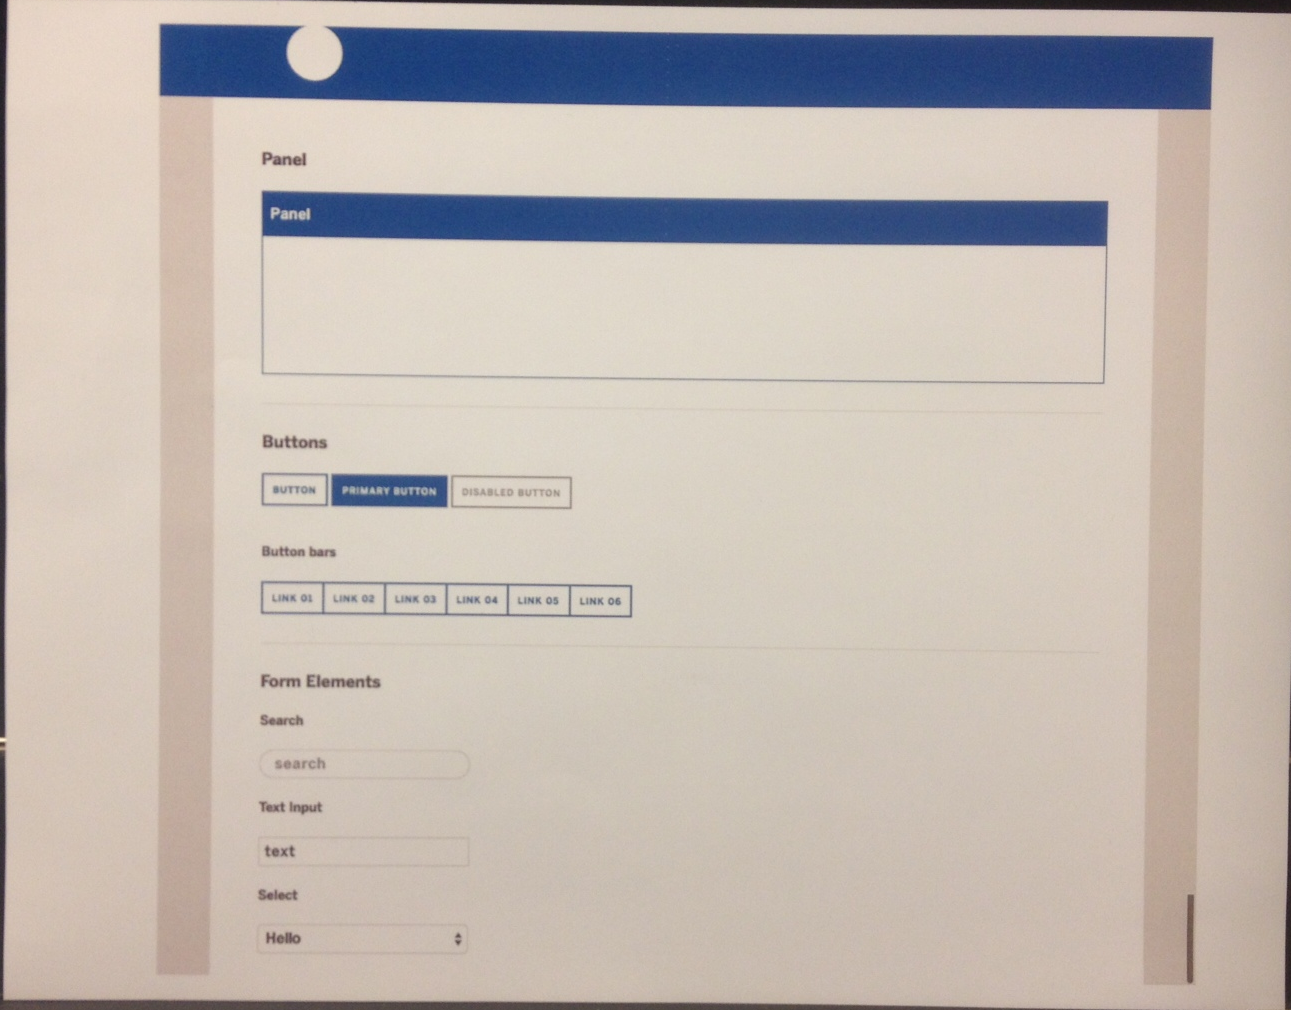 Panel
Panel
Buttons
BUTTON PRIMARY BUTTON DISABLED BUTTON
Button bars
LINK 01 LINK 02 LINK 03 LINK 04 LINK 05 LINK 06
Form Elements
Search
search
Text Input
text
Select
Hello